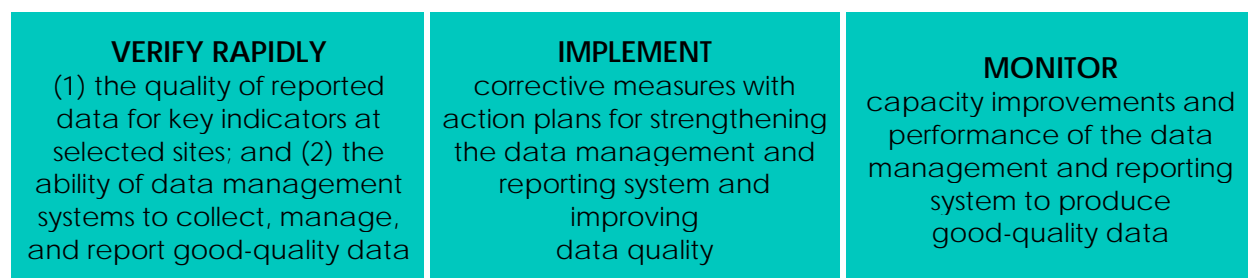 VERIFY RAPIDLY
(1) the quality of reported
data for key indicators at
selected sites; and (2) the
ability of data management
systems to collect, manage,
and report good-quality data
IMPLEMENT
corrective measures with
action plans for strengthening
the data management and
reporting system and
improving
data quality
MONITOR
capacity improvements and
performance of the data
management and reporting
system to produce
good-quality data